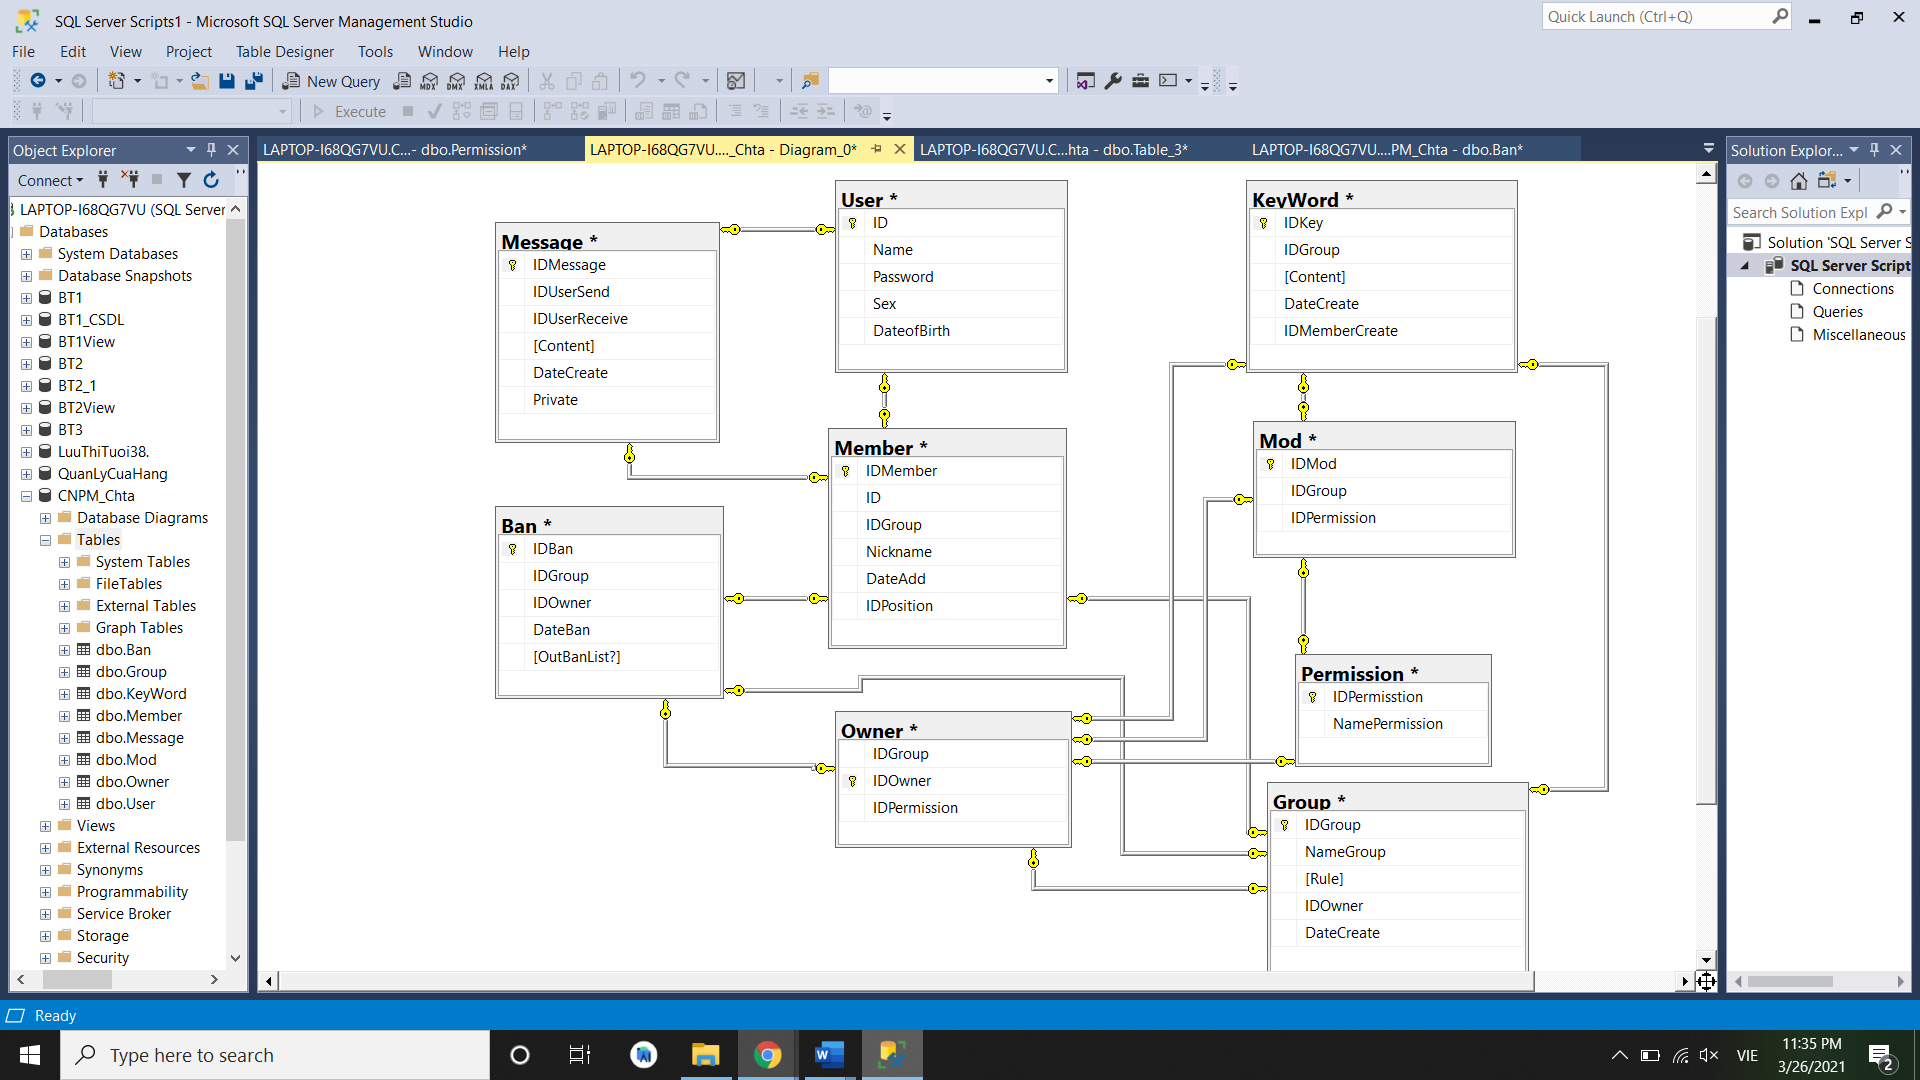 SQL Server Scripts1 - Microsoft SQL Server Management Studio
Quick Launch (Ctrl+Q)
File Edit View Project Table Designer Tools Window Help
New Query
MDX DMX XMLA DAX
Execute
Object Explorer
LAPTOP-I68QG7VU.C...- dbo.Permission*
LAPTOP-I68QG7VU...._Chta - Diagram_0*
LAPTOP-I68QG7VU.C...hta - dbo.Table_3*
LAPTOP-I68QG7VU....PM_Chta - dbo.Ban*
Solution Explor...
Connect
LAPTOP-I68QG7VU (SQL Server
Databases
System Databases
Database Snapshots
BT1
BT1_CSDL
BT1View
BT2
BT2_1
BT2View
BT3
LuuThiTuoi38.
QuanLyCuaHang
CNPM_Chta
Database Diagrams
Tables
System Tables
FileTables
External Tables
Graph Tables
dbo.Ban
dbo.Group
dbo.KeyWord
dbo.Member
dbo.Message
dbo.Mod
dbo.Owner
dbo.User
Views
External Resources
Synonyms
Programmability
Service Broker
Storage
Security
Message *
IDMessage
IDUserSend
IDUserReceive
[Content]
DateCreate
Private
User *
ID
Name
Password
Sex
DateofBirth
KeyWord *
IDKey
IDGroup
[Content]
DateCreate
IDMemberCreate
Member *
IDMember
ID
IDGroup
Nickname
DateAdd
IDPosition
Mod *
IDMod
IDGroup
IDPermission
Ban *
IDBan
IDGroup
IDOwner
DateBan
[OutBanList?]
Permission *
IDPermisstion
NamePermission
Owner *
IDGroup
IDOwner
IDPermission
Group *
IDGroup
NameGroup
[Rule]
IDOwner
DateCreate
Search Solution Expl
Solution 'SQL Server S
SQL Server Script
Connections
Queries
Miscellaneous
Ready
Type here to search
VIE
11:35 PM
3/26/2021
2